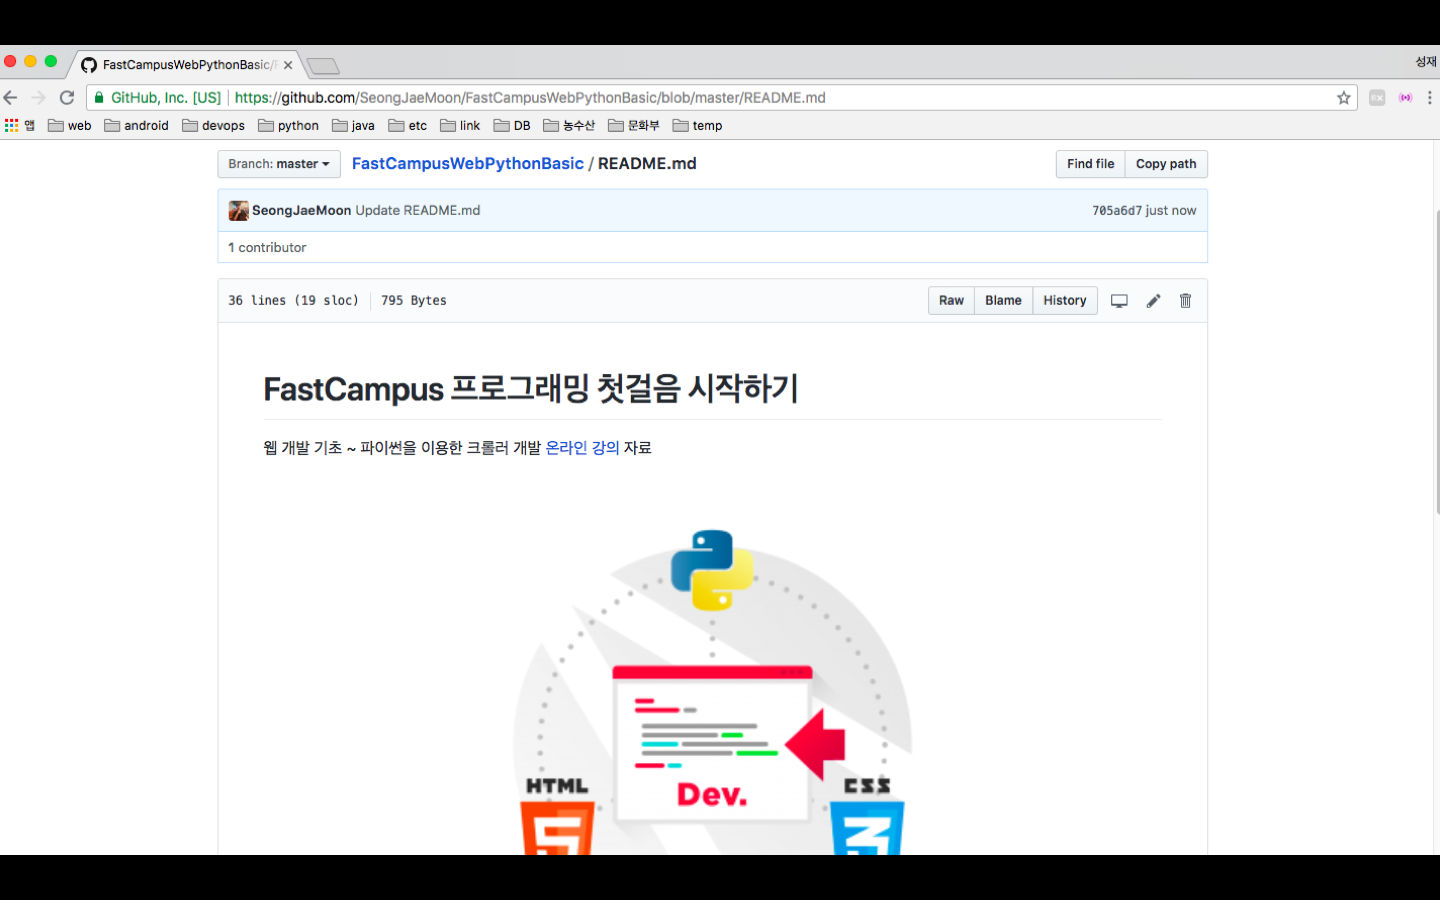 FastCampusWebPythonBasic/
성재
GitHub, Inc. [US] https://github.com/SeongJaeMoon/FastCampusWebPythonBasic/blob/master/README.md
앱 web android devops python java etc link DB 농수산 문화부 temp
Branch: master FastCampusWebPythonBasic / README.md Find file Copy path
SeongJaeMoon Update README.md 705a6d7 just now
1 contributor
36 lines (19 sloc) 795 Bytes Raw Blame History
FastCampus 프로그래밍 첫걸음 시작하기
웹 개발 기초 ~ 파이썬을 이용한 크롤러 개발 온라인 강의 자료
HTML CSS
Dev.